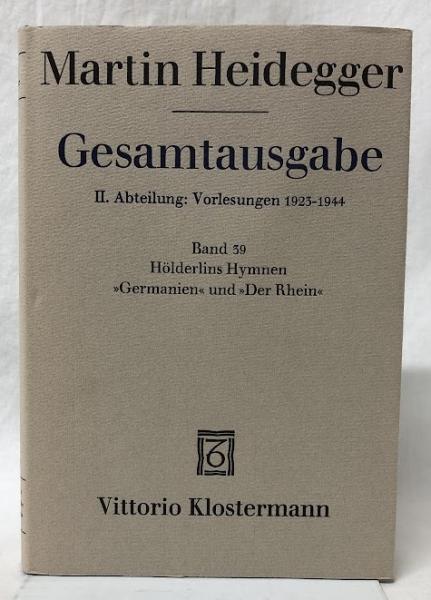 Martin Heidegger
Gesamtausgabe
II. Abteilung: Vorlesungen 1923-1944
Band 39
Hölderlins Hymnen
»Germanien« und »Der Rhein«
Vittorio Klostermann